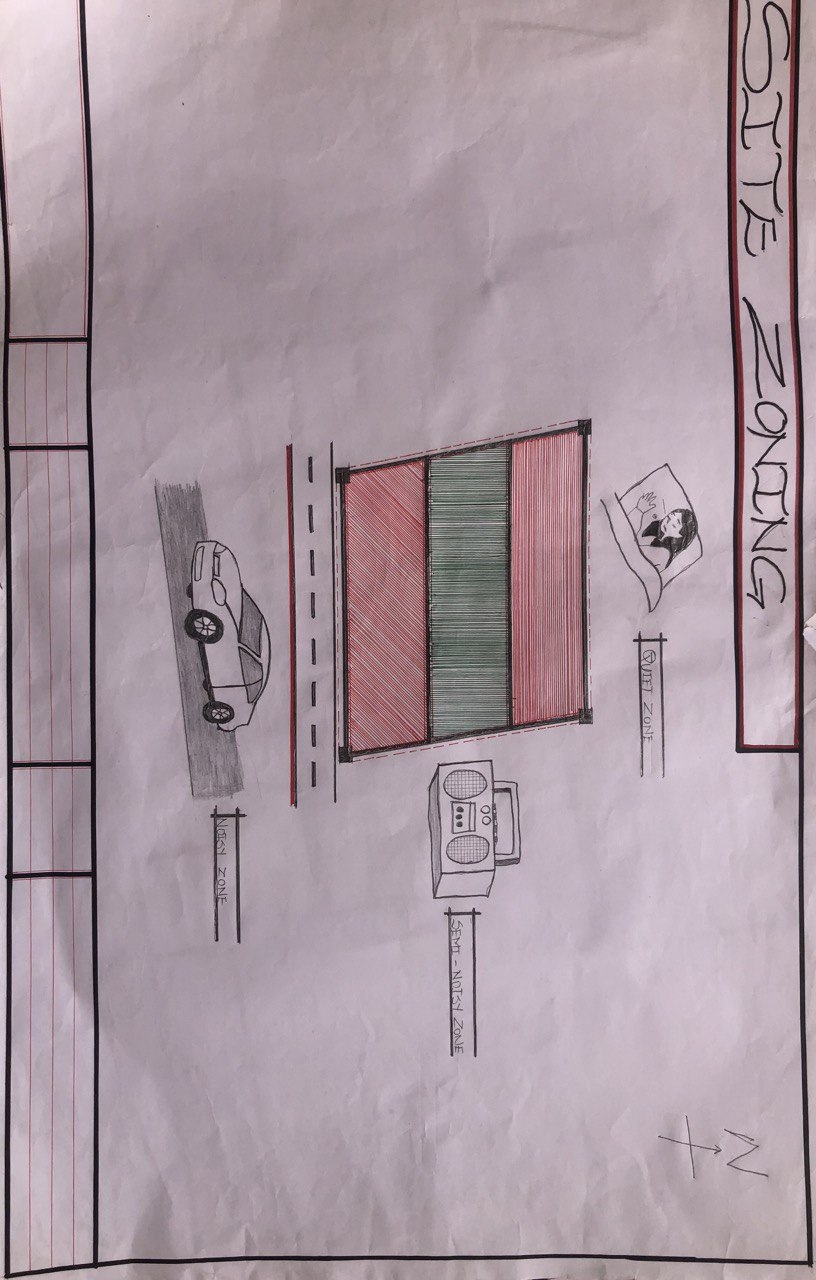 SITE ZONING
QUIET ZONE
SEMI-NOISY ZONE
NOISY ZONE
N